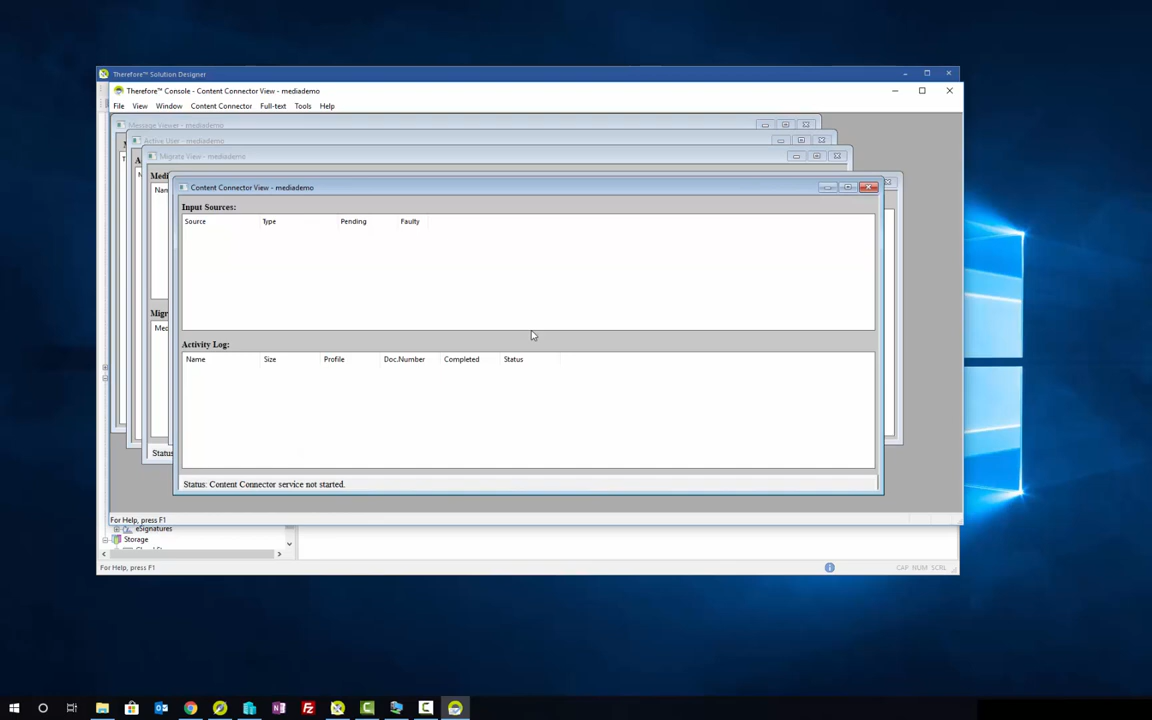 Therefore™ Solution Designer
Therefore™ Console - Content Connector View - mediademo
File View Window Content Connector Full-text Tools Help
Message Viewer - mediademo
Active User - mediademo
Migrate View - mediademo
Content Connector View - mediademo
Input Sources:
Source Type Pending Faulty
Activity Log:
Name Size Profile Doc.Number Completed Status
Status: Content Connector service not started.
For Help, press F1
eSignatures
Storage
For Help, press F1
CAP NUM SCRL